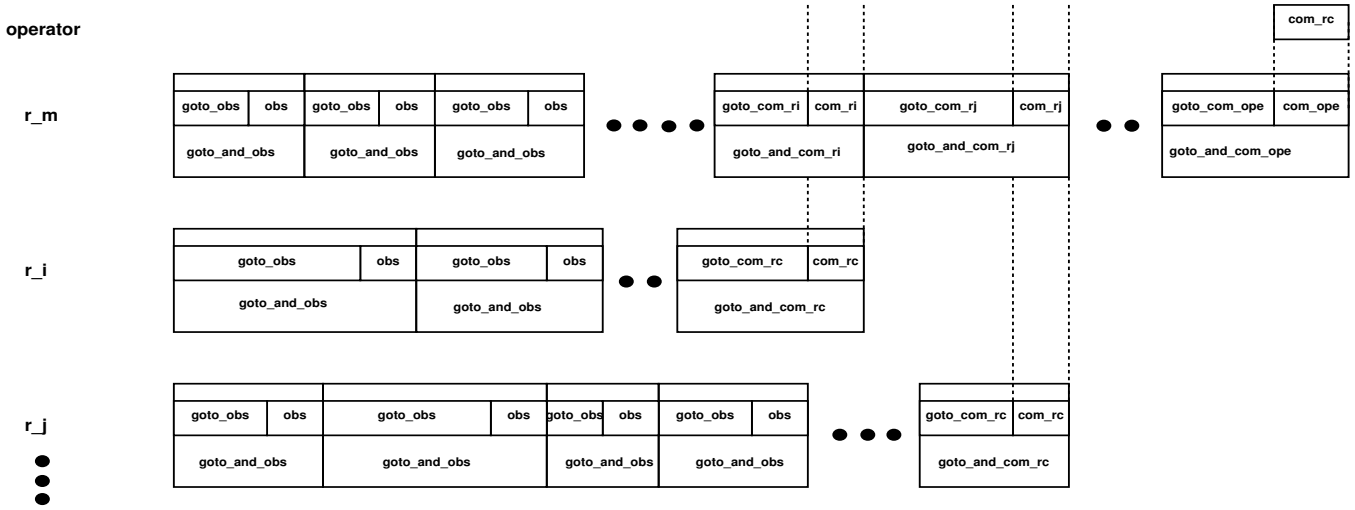 com_rc
operator
goto_obs obs goto_obs obs goto_obs obs goto_com_ri com_ri goto_com_rj com_rj goto_com_ope com_ope
r_m
goto_and_obs goto_and_obs goto_and_obs goto_and_com_ri goto_and_com_rj goto_and_com_ope
goto_obs obs goto_obs obs goto_com_rc com_rc
r_i
goto_and_obs goto_and_obs goto_and_com_rc
goto_obs obs goto_obs obs goto_obs obs goto_obs obs goto_com_rc com_rc
r_j
goto_and_obs goto_and_obs goto_and_obs goto_and_obs goto_and_com_rc